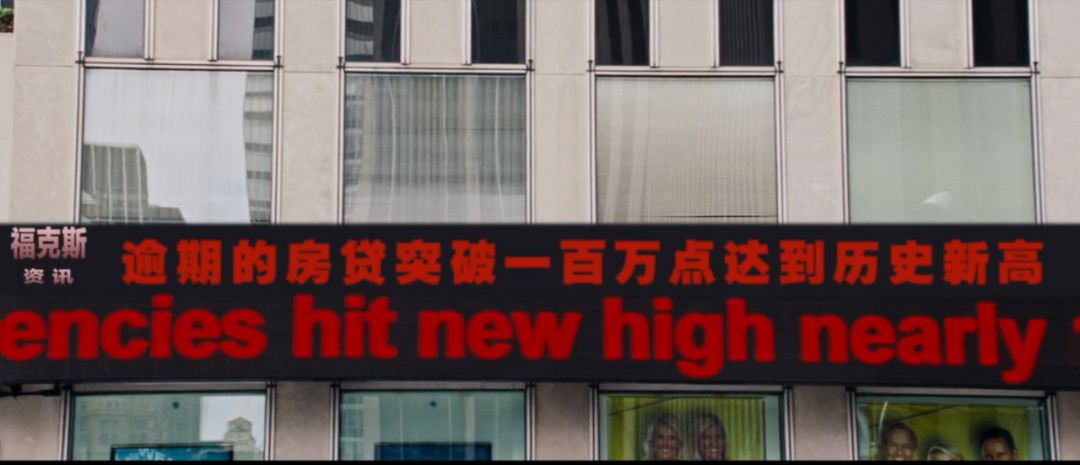 福克斯
资讯
逾期的房贷突破一百万点达到历史新高
encies hit new high nearly